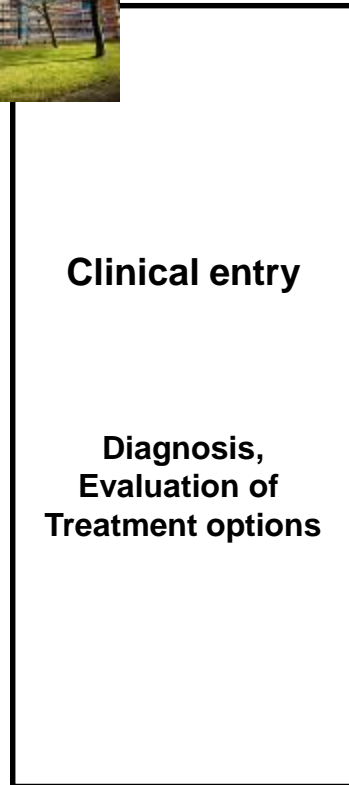 Clinical entry
Diagnosis,
Evaluation of
Treatment options